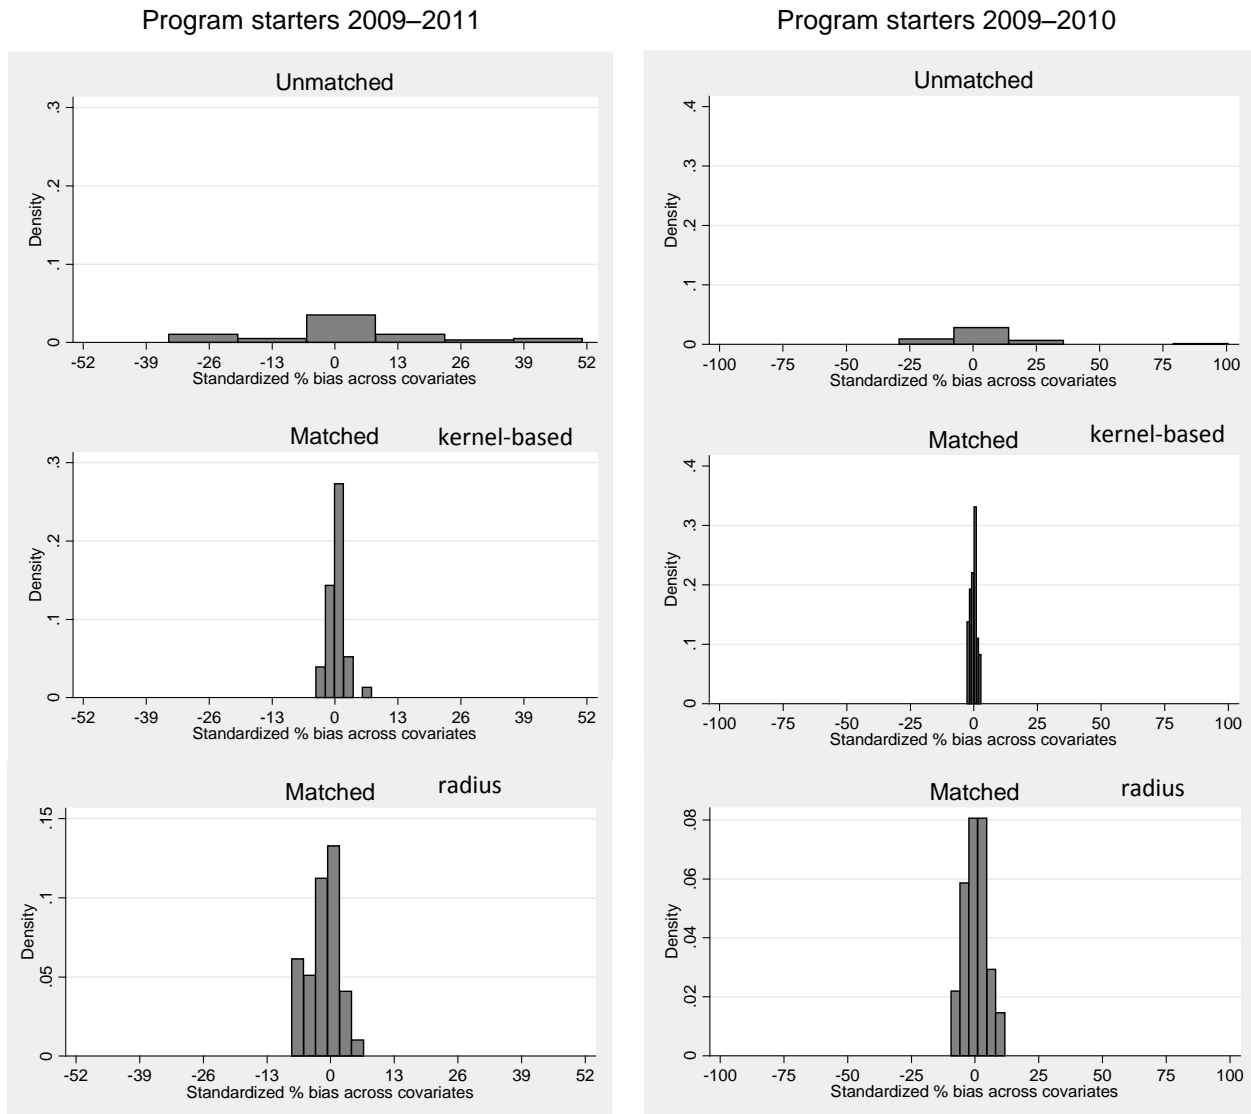 Program starters 2009–2011
Program starters 2009–2010
Unmatched
Density
.3
.2
.1
0
-52 -39 -26 -13 0 13 26 39 52
Standardized % bias across covariates
Unmatched
Density
.4
.3
.2
.1
0
-100 -75 -50 -25 0 25 50 75 100
Standardized % bias across covariates
Matched kernel-based
Density
.3
.2
.1
0
-52 -39 -26 -13 0 13 26 39 52
Standardized % bias across covariates
Matched kernel-based
Density
.4
.3
.2
.1
0
-100 -75 -50 -25 0 25 50 75 100
Standardized % bias across covariates
Matched radius
Density
.15
.1
.05
0
-52 -39 -26 -13 0 13 26 39 52
Standardized % bias across covariates
Matched radius
Density
.08
.06
.04
.02
0
-100 -75 -50 -25 0 25 50 75 100
Standardized % bias across covariates